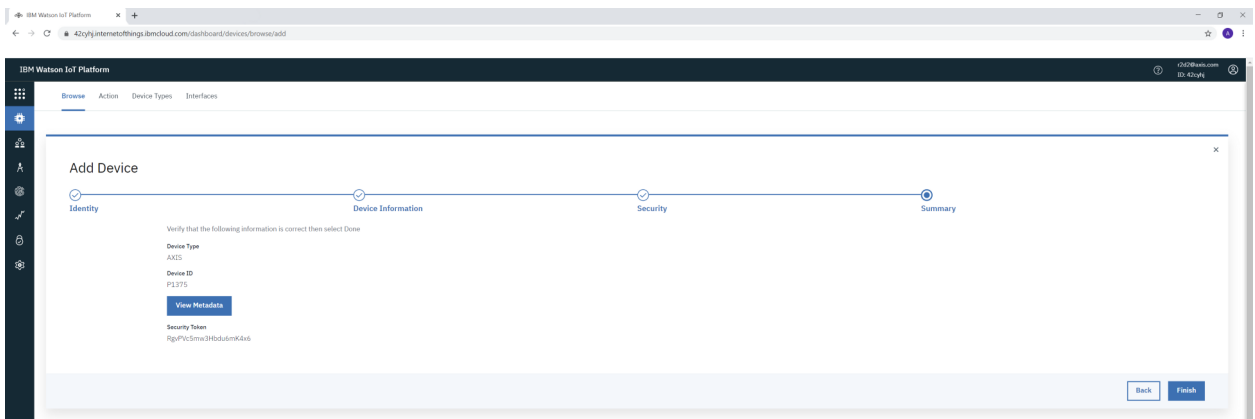 IBM Watson IoT Platform
42cyhj.internetofthings.ibmcloud.com/dashboard/devices/browse/add
A
IBM Watson IoT Platform
r2d2@axis.com
ID: 42cyhj
Browse Action Device Types Interfaces
Add Device
Identity Device Information Security Summary
Verify that the following information is correct then select Done
Device Type
AXIS
Device ID
P1375
View Metadata
Security Token
RgvPVc5mw3Hbdu6mK4x6
Back Finish